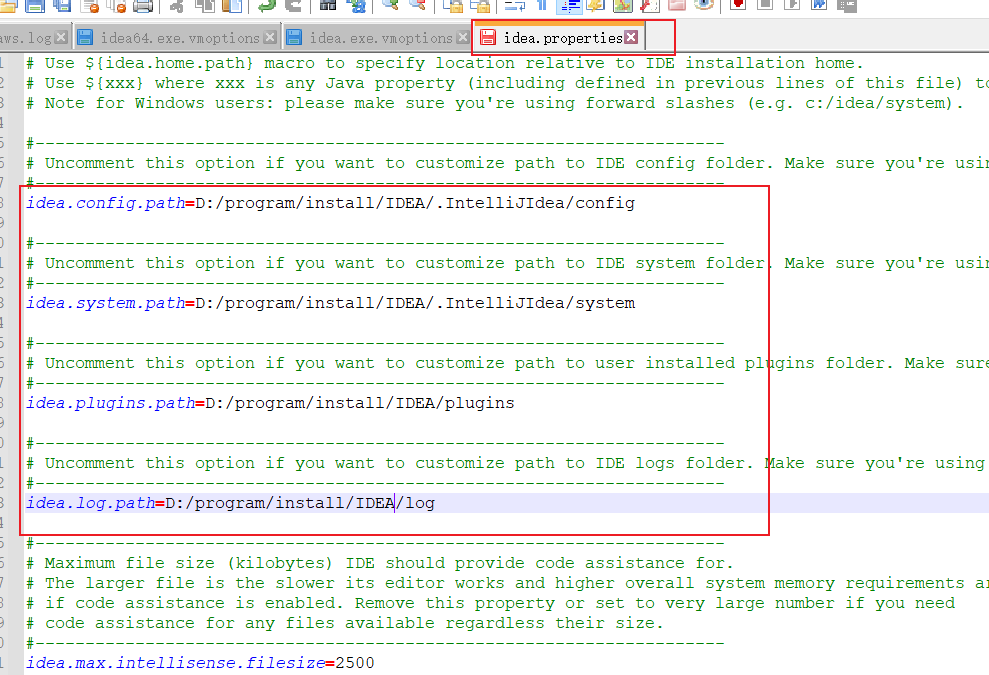 aws.log idea64.exe.vmoptions idea.exe.vmoptions idea.properties
# Use ${idea.home.path} macro to specify location relative to IDE installation home.
# Use ${xxx} where xxx is any Java property (including defined in previous lines of this file) to
# Note for Windows users: please make sure you're using forward slashes (e.g. c:/idea/system).
#---------------------------------------------------------------------
# Uncomment this option if you want to customize path to IDE config folder. Make sure you're usin
#---------------------------------------------------------------------
idea.config.path=D:/program/install/IDEA/.IntelliJIdea/config
#---------------------------------------------------------------------
# Uncomment this option if you want to customize path to IDE system folder. Make sure you're usin
#---------------------------------------------------------------------
idea.system.path=D:/program/install/IDEA/.IntelliJIdea/system
#---------------------------------------------------------------------
# Uncomment this option if you want to customize path to user installed plugins folder. Make sure
#---------------------------------------------------------------------
idea.plugins.path=D:/program/install/IDEA/plugins
#---------------------------------------------------------------------
# Uncomment this option if you want to customize path to IDE logs folder. Make sure you're using
#---------------------------------------------------------------------
idea.log.path=D:/program/install/IDEA/log
#---------------------------------------------------------------------
# Maximum file size (kilobytes) IDE should provide code assistance for.
# The larger file is the slower its editor works and higher overall system memory requirements ar
# if code assistance is enabled. Remove this property or set to very large number if you need
# code assistance for any files available regardless their size.
#---------------------------------------------------------------------
idea.max.intellisense.filesize=2500